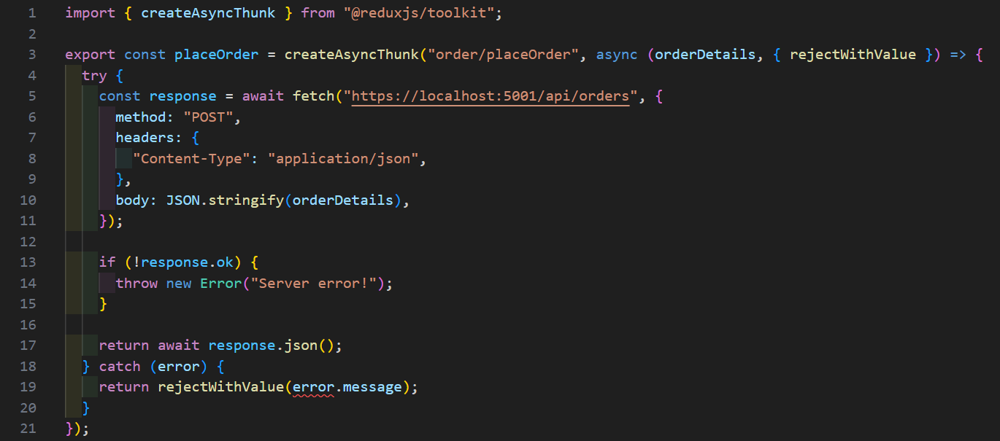 1 import { createAsyncThunk } from "@reduxjs/toolkit";
2
3 export const placeOrder = createAsyncThunk("order/placeOrder", async (orderDetails, { rejectWithValue }) => {
4   try {
5     const response = await fetch("https://localhost:5001/api/orders", {
6       method: "POST",
7       headers: {
8         "Content-Type": "application/json",
9       },
10       body: JSON.stringify(orderDetails),
11     });
12
13     if (!response.ok) {
14       throw new Error("Server error!");
15     }
16
17     return await response.json();
18   } catch (error) {
19     return rejectWithValue(error.message);
20   }
21 });